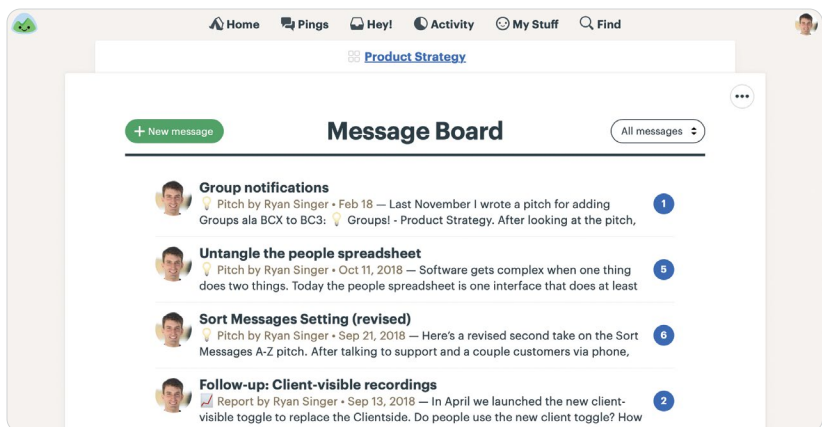 Home Pings Hey! Activity My Stuff Find
Product Strategy
+ New message
Message Board
All messages
Group notifications
💡 Pitch by Ryan Singer • Feb 18 — Last November I wrote a pitch for adding
Groups ala BCX to BC3: 💡 Groups! - Product Strategy. After looking at the pitch,
1
Untangle the people spreadsheet
💡 Pitch by Ryan Singer • Oct 11, 2018 — Software gets complex when one thing
does two things. Today the people spreadsheet is one interface that does at least
5
Sort Messages Setting (revised)
💡 Pitch by Ryan Singer • Sep 21, 2018 — Here’s a revised second take on the Sort
Messages A-Z pitch. After talking to support and a couple customers via phone,
6
Follow-up: Client-visible recordings
📈 Report by Ryan Singer • Sep 13, 2018 — In April we launched the new client-
visible toggle to replace the Clientside. Do people use the new client toggle? How
2